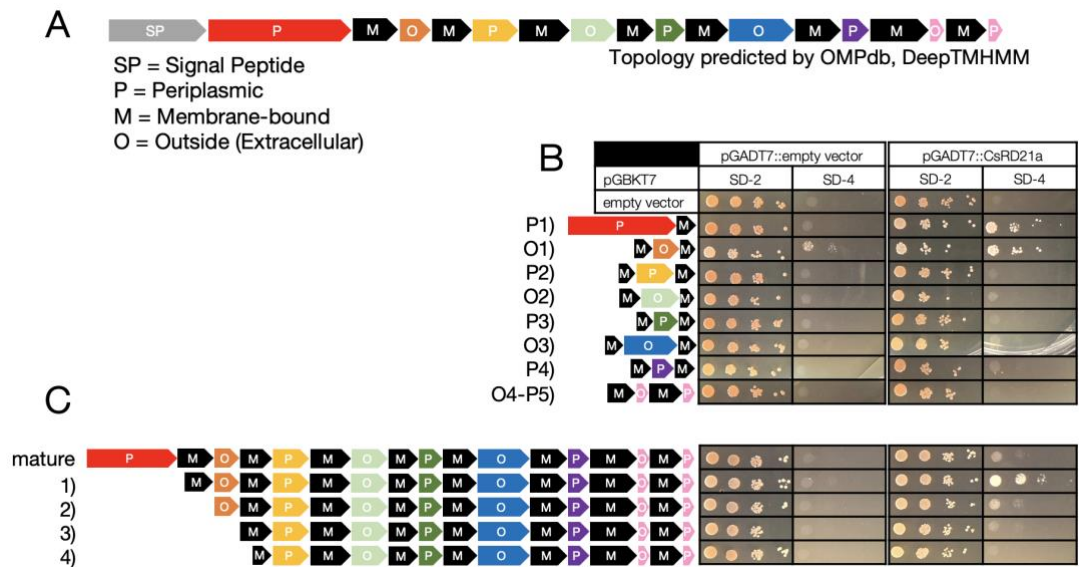 A
SP P M O M P M O M P M O M P M O M P
Topology predicted by OMPdb, DeepTMHMM
SP = Signal Peptide
P = Periplasmic
M = Membrane-bound
O = Outside (Extracellular)
B
pGADT7::empty vector pGADT7::CsRD21a
pGBKT7 SD-2 SD-4 SD-2 SD-4
empty vector
P1) P M
O1) M O M
P2) M P M
O2) M O M
P3) M P M
O3) M O M
P4) M P M
O4-P5) M O M P
C
mature P M O M P M O M P M O M P M O M P
1) M O M P M O M P M O M P M O M P
2) O M P M O M P M O M P M O M P
3) M P M O M P M O M P M O M P
4) M P M O M P M O M P M O M P